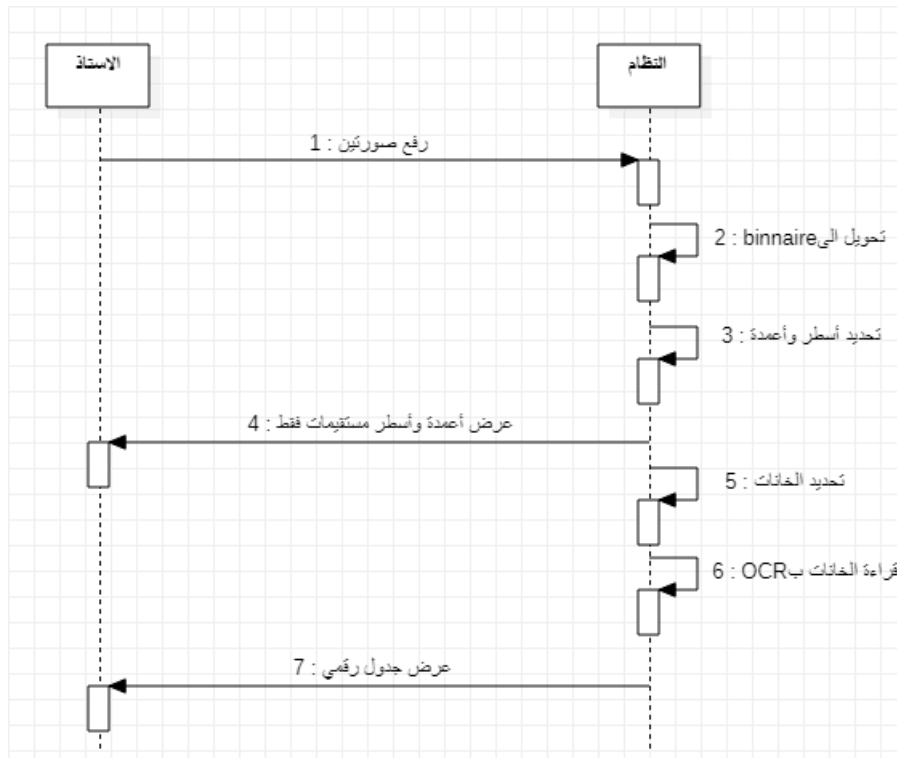 الاستاذ
النظام
1 : رفع صورتين
2 : تحويل الىbinnaire
3 : تحديد أسطر وأعمدة
4 : عرض أعمدة وأسطر مستقيمات فقط
5 : تحديد الخانات
6 : قراءة الخانات بOCR
7 : عرض جدول رقمي